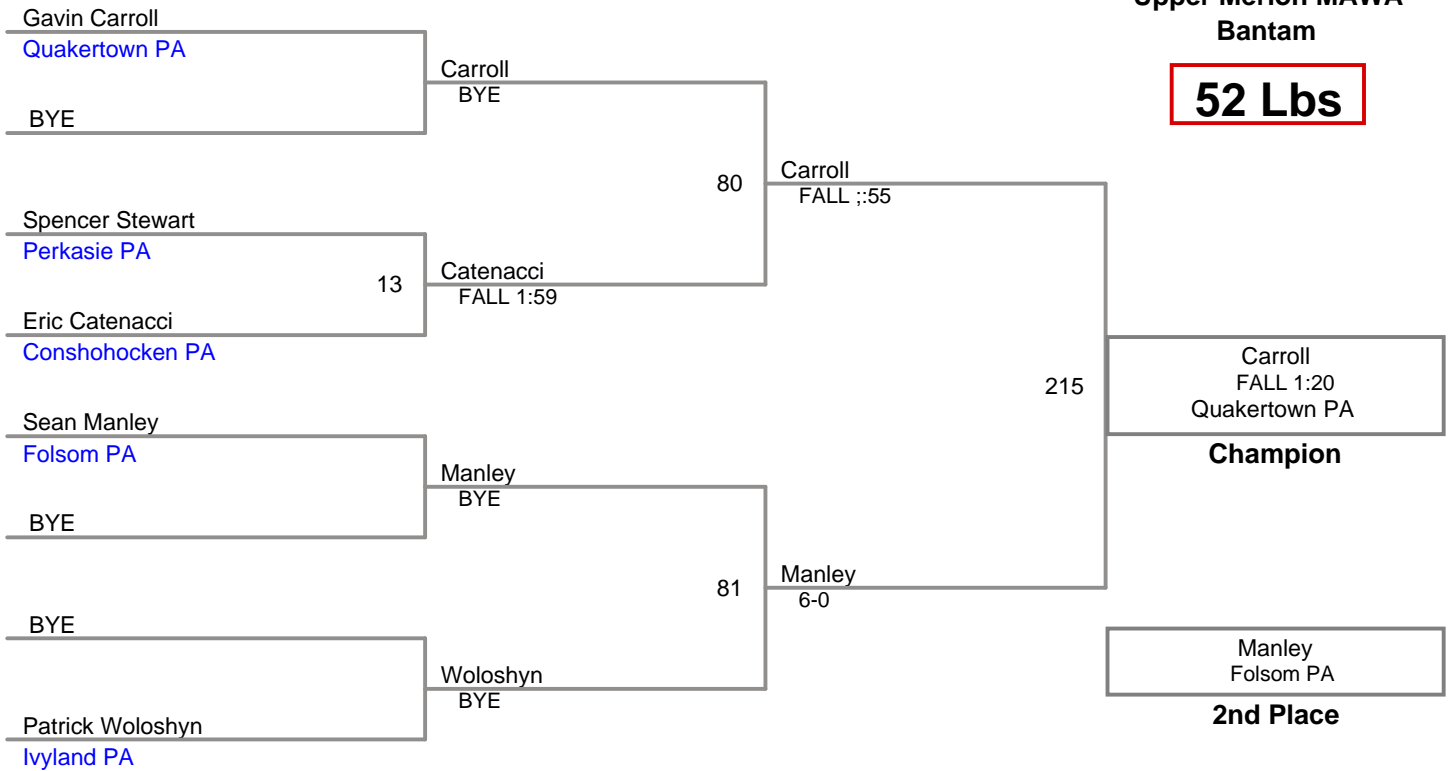 Upper Merion MAWA
Bantam
52 Lbs
Gavin Carroll
Quakertown PA
BYE
Spencer Stewart
Perkasie PA
Eric Catenacci
Conshohocken PA
Sean Manley
Folsom PA
BYE
BYE
Patrick Woloshyn
Ivyland PA
13
Carroll
BYE
Catenacci
FALL 1:59
Manley
BYE
Woloshyn
BYE
80
81
Carroll
FALL ;:55
Manley
6-0
215
Carroll
FALL 1:20
Quakertown PA
Champion
Manley
Folsom PA
2nd Place